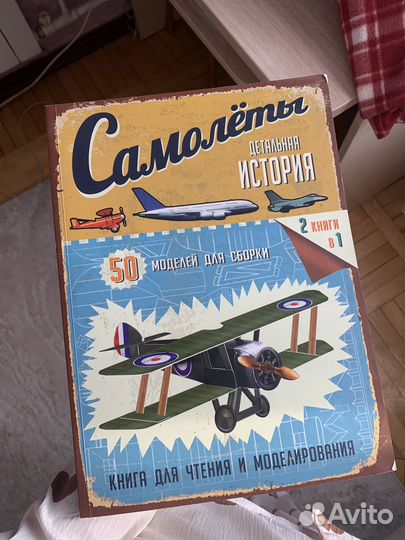 Самолёты
ДЕТАЛЬНАЯ
ИСТОРИЯ
2 КНИГИ
в 1
50 МОДЕЛЕЙ ДЛЯ СБОРКИ
КНИГА ДЛЯ ЧТЕНИЯ И МОДЕЛИРОВАНИЯ
Avito